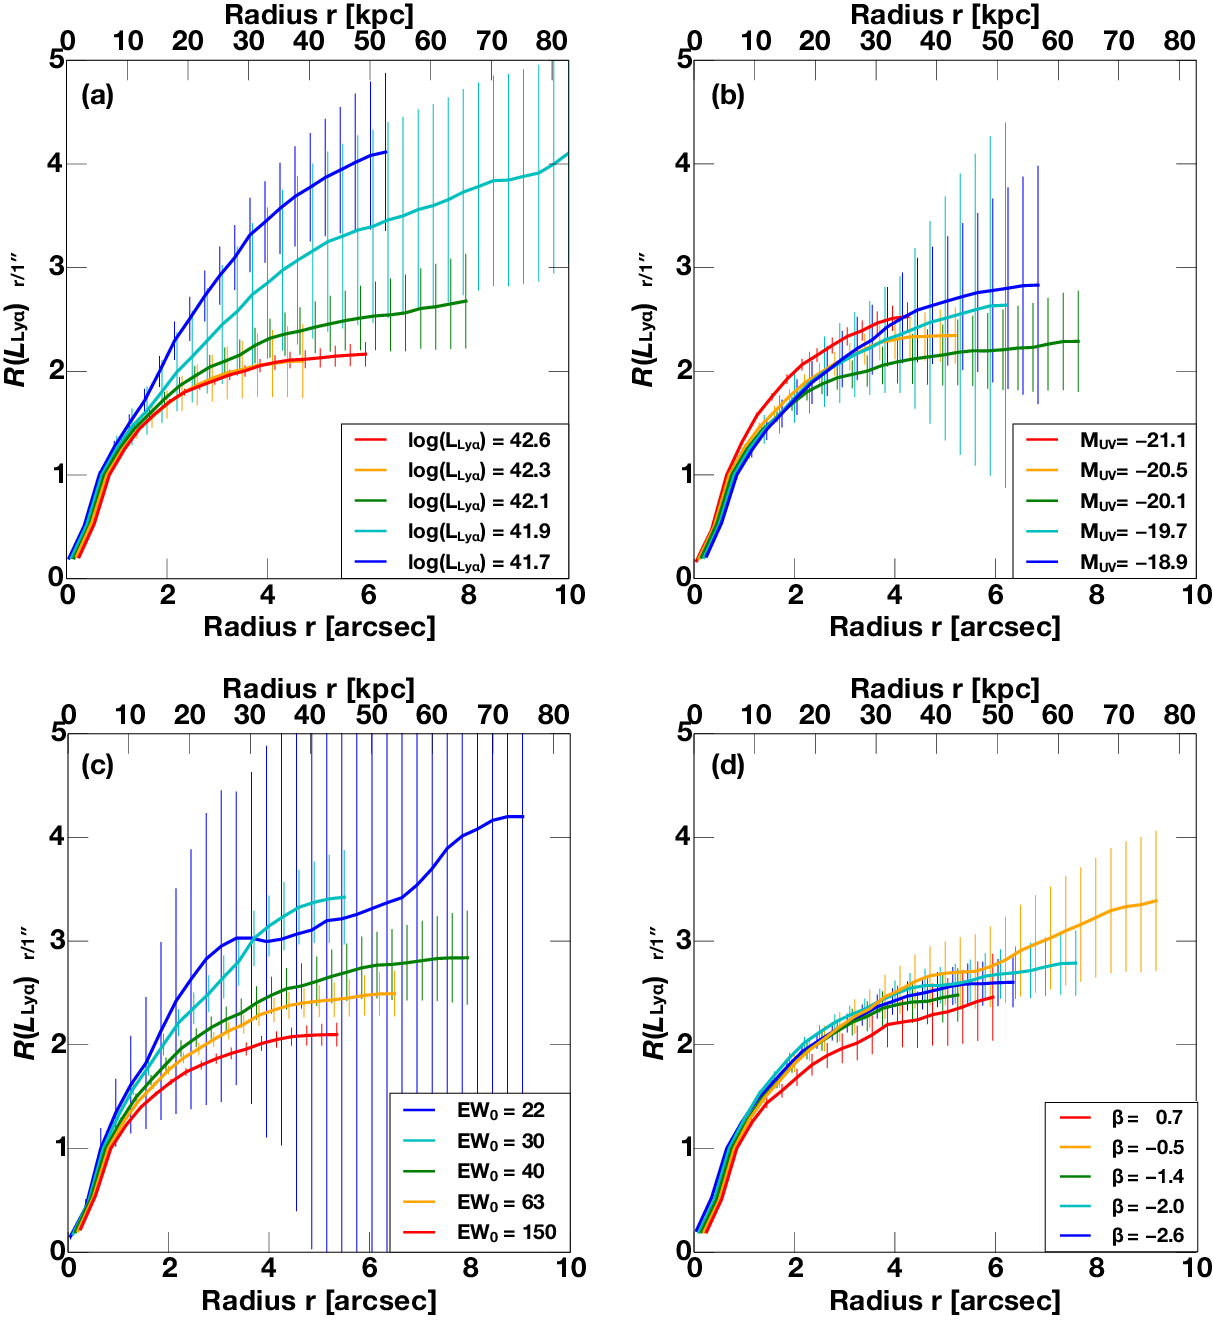 Radius r [kpc]
0 10 20 30 40 50 60 70 80
(a)
5
4
3
2
1
0
R(LLyα) r/1″
log(LLyα) = 42.6
log(LLyα) = 42.3
log(LLyα) = 42.1
log(LLyα) = 41.9
log(LLyα) = 41.7
0 2 4 6 8 10
Radius r [arcsec]
Radius r [kpc]
0 10 20 30 40 50 60 70 80
(b)
5
4
3
2
1
0
R(LLyα) r/1″
MUV= −21.1
MUV= −20.5
MUV= −20.1
MUV= −19.7
MUV= −18.9
0 2 4 6 8 10
Radius r [arcsec]
Radius r [kpc]
0 10 20 30 40 50 60 70 80
(c)
5
4
3
2
1
0
R(LLyα) r/1″
EW0 = 22
EW0 = 30
EW0 = 40
EW0 = 63
EW0 = 150
0 2 4 6 8 10
Radius r [arcsec]
Radius r [kpc]
0 10 20 30 40 50 60 70 80
(d)
5
4
3
2
1
0
R(LLyα) r/1″
β = 0.7
β = −0.5
β = −1.4
β = −2.0
β = −2.6
0 2 4 6 8 10
Radius r [arcsec]